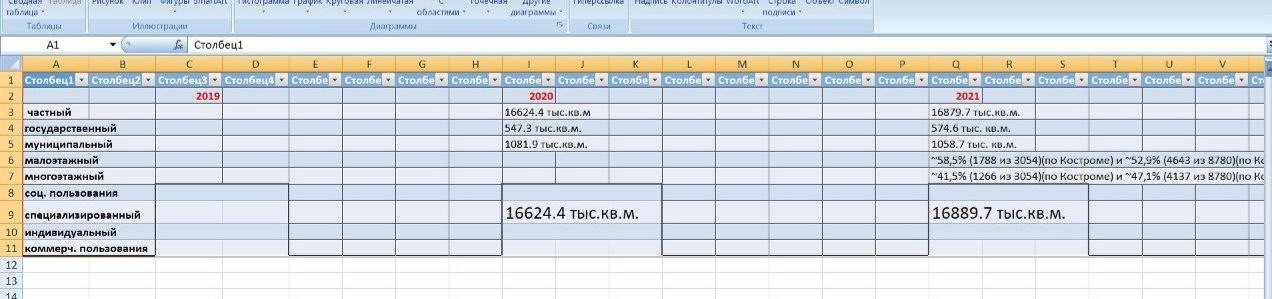 Сводная Таблица Рисунок Клип Фигуры SmartArt Гистограмма График Круговая Линейчатая С Точечная Другие Гиперссылка Надпись Колонтитулы WordArt Строка Объект Символ
таблица областями диаграммы подписи
Таблицы Иллюстрации Диаграммы Связи Текст
A1 fx Столбец1
A B C D E F G H I J K L M N O P Q R S T U V
1 Столбец1 Столбец2 Столбец3 Столбец4 Столбе Столбе Столбе Столбе Столбе Столбе Столбе Столбе Столбе Столбе Столбе Столбе Столбе Столбе Столбе Столбе Столбе Столбе
2 2019 2020 2021
3 частный 16624.4 тыс.кв.м 16879.7 тыс.кв.м.
4 государственный 547.3 тыс.кв.м. 574.6 тыс. кв.м.
5 муниципальный 1081.9 тыс.кв.м. 1058.7 тыс. кв.м.
6 малоэтажный ~58,5% (1788 из 3054)(по Костроме) и ~52,9% (4643 из 8780)(по Ко
7 многоэтажный ~41,5% (1266 из 3054)(по Костроме) и ~47,1% (4137 из 8780)(по Ко
8 соц. пользования
9 специализированный 16624.4 тыс.кв.м. 16889.7 тыс.кв.м.
10 индивидуальный
11 коммерч. пользования
12
13
14